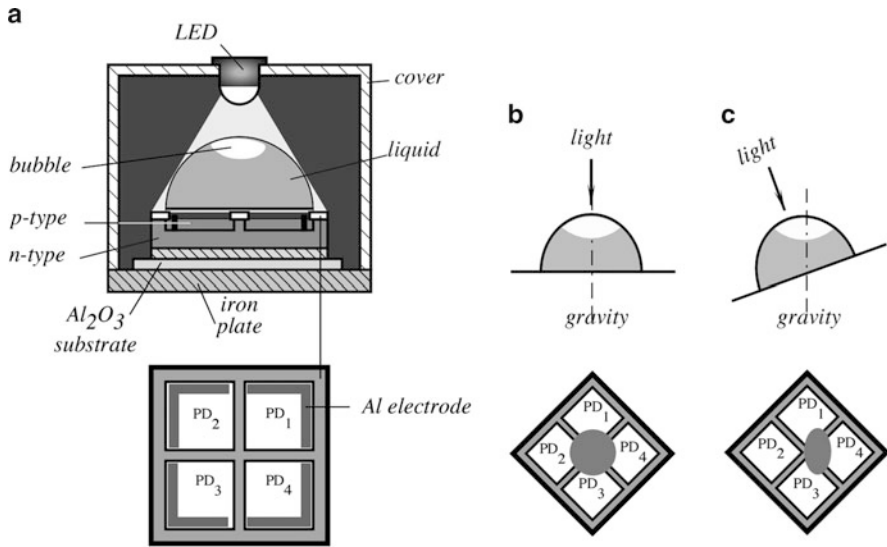 a
LED
cover
bubble
liquid
p-type
n-type
Al2O3
substrate
iron
plate
Al electrode
PD2
PD1
PD3
PD4
b
light
gravity
PD1
PD2
PD4
PD3
c
light
gravity
PD1
PD2
PD4
PD3